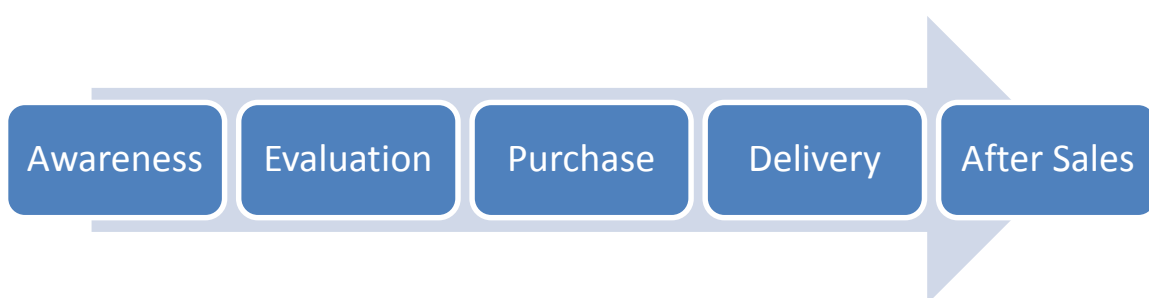 Awareness
Evaluation
Purchase
Delivery
After Sales